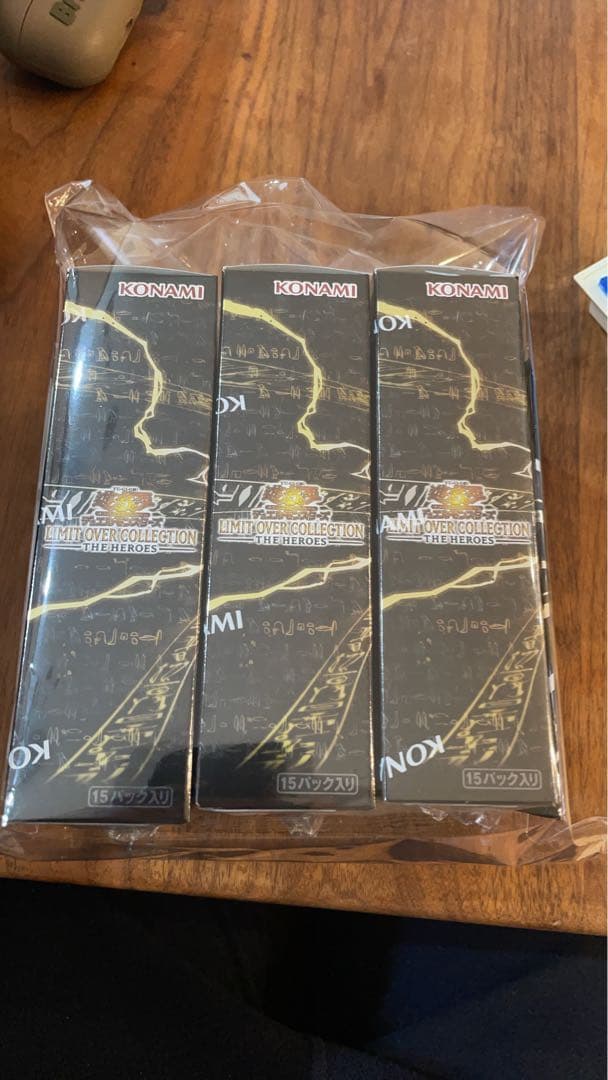 KONAMI
KONAMI
KONAMI
LIMIT OVER COLLECTION
THE HEROES
LIMIT OVER COLLECTION
THE HEROES
OVER COLLECTION
THE HEROES
15パック入り
15パック入り
15パック入り